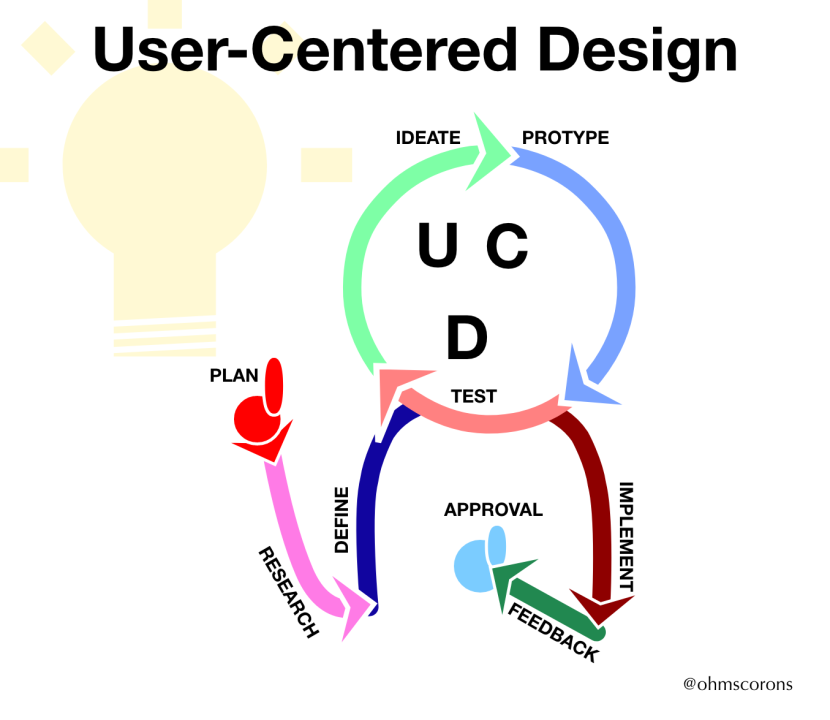 User-Centered Design
IDEATE
PROTYPE
U C
D
TEST
PLAN
RESEARCH
DEFINE
IMPLEMENT
FEEDBACK
APPROVAL
@ohmscorons